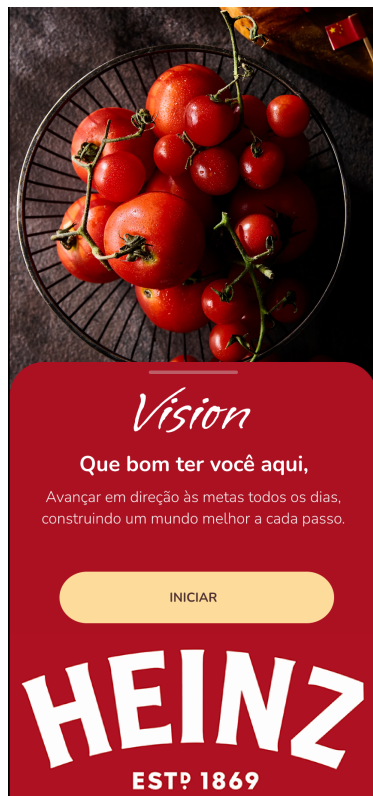 Vision
Que bom ter você aqui,
Avançar em direção às metas todos os dias,
construindo um mundo melhor a cada passo.
INICIAR
HEINZ
ESTD 1869